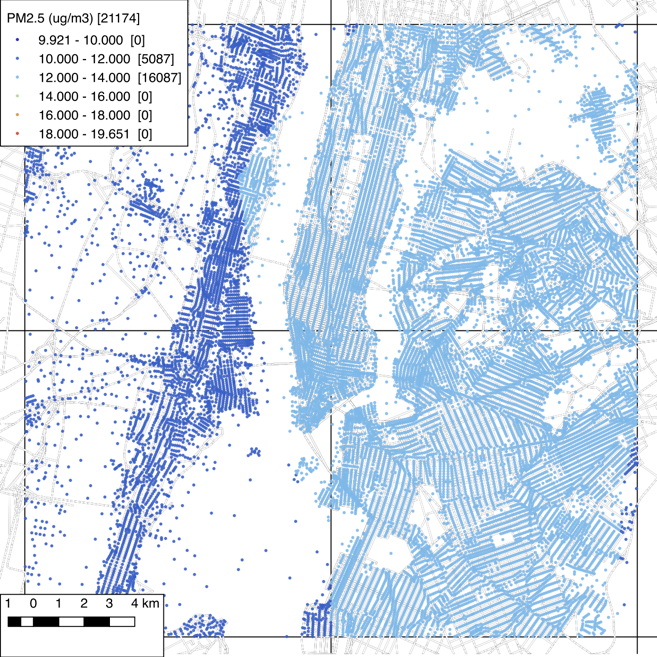 PM2.5 (ug/m3) [21174]
9.921 - 10.000 [0]
10.000 - 12.000 [5087]
12.000 - 14.000 [16087]
14.000 - 16.000 [0]
16.000 - 18.000 [0]
18.000 - 19.651 [0]
1 0 1 2 3 4 km